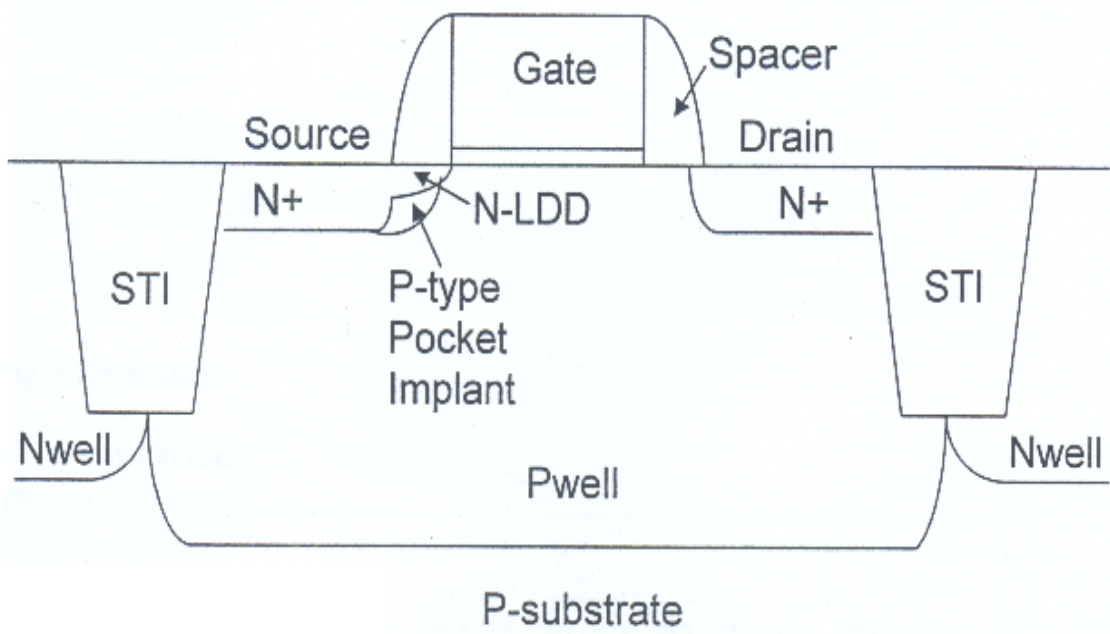 Gate
Spacer
Source
Drain
N+
N-LDD
N+
STI
P-type
Pocket
Implant
STI
Nwell
Pwell
Nwell
P-substrate